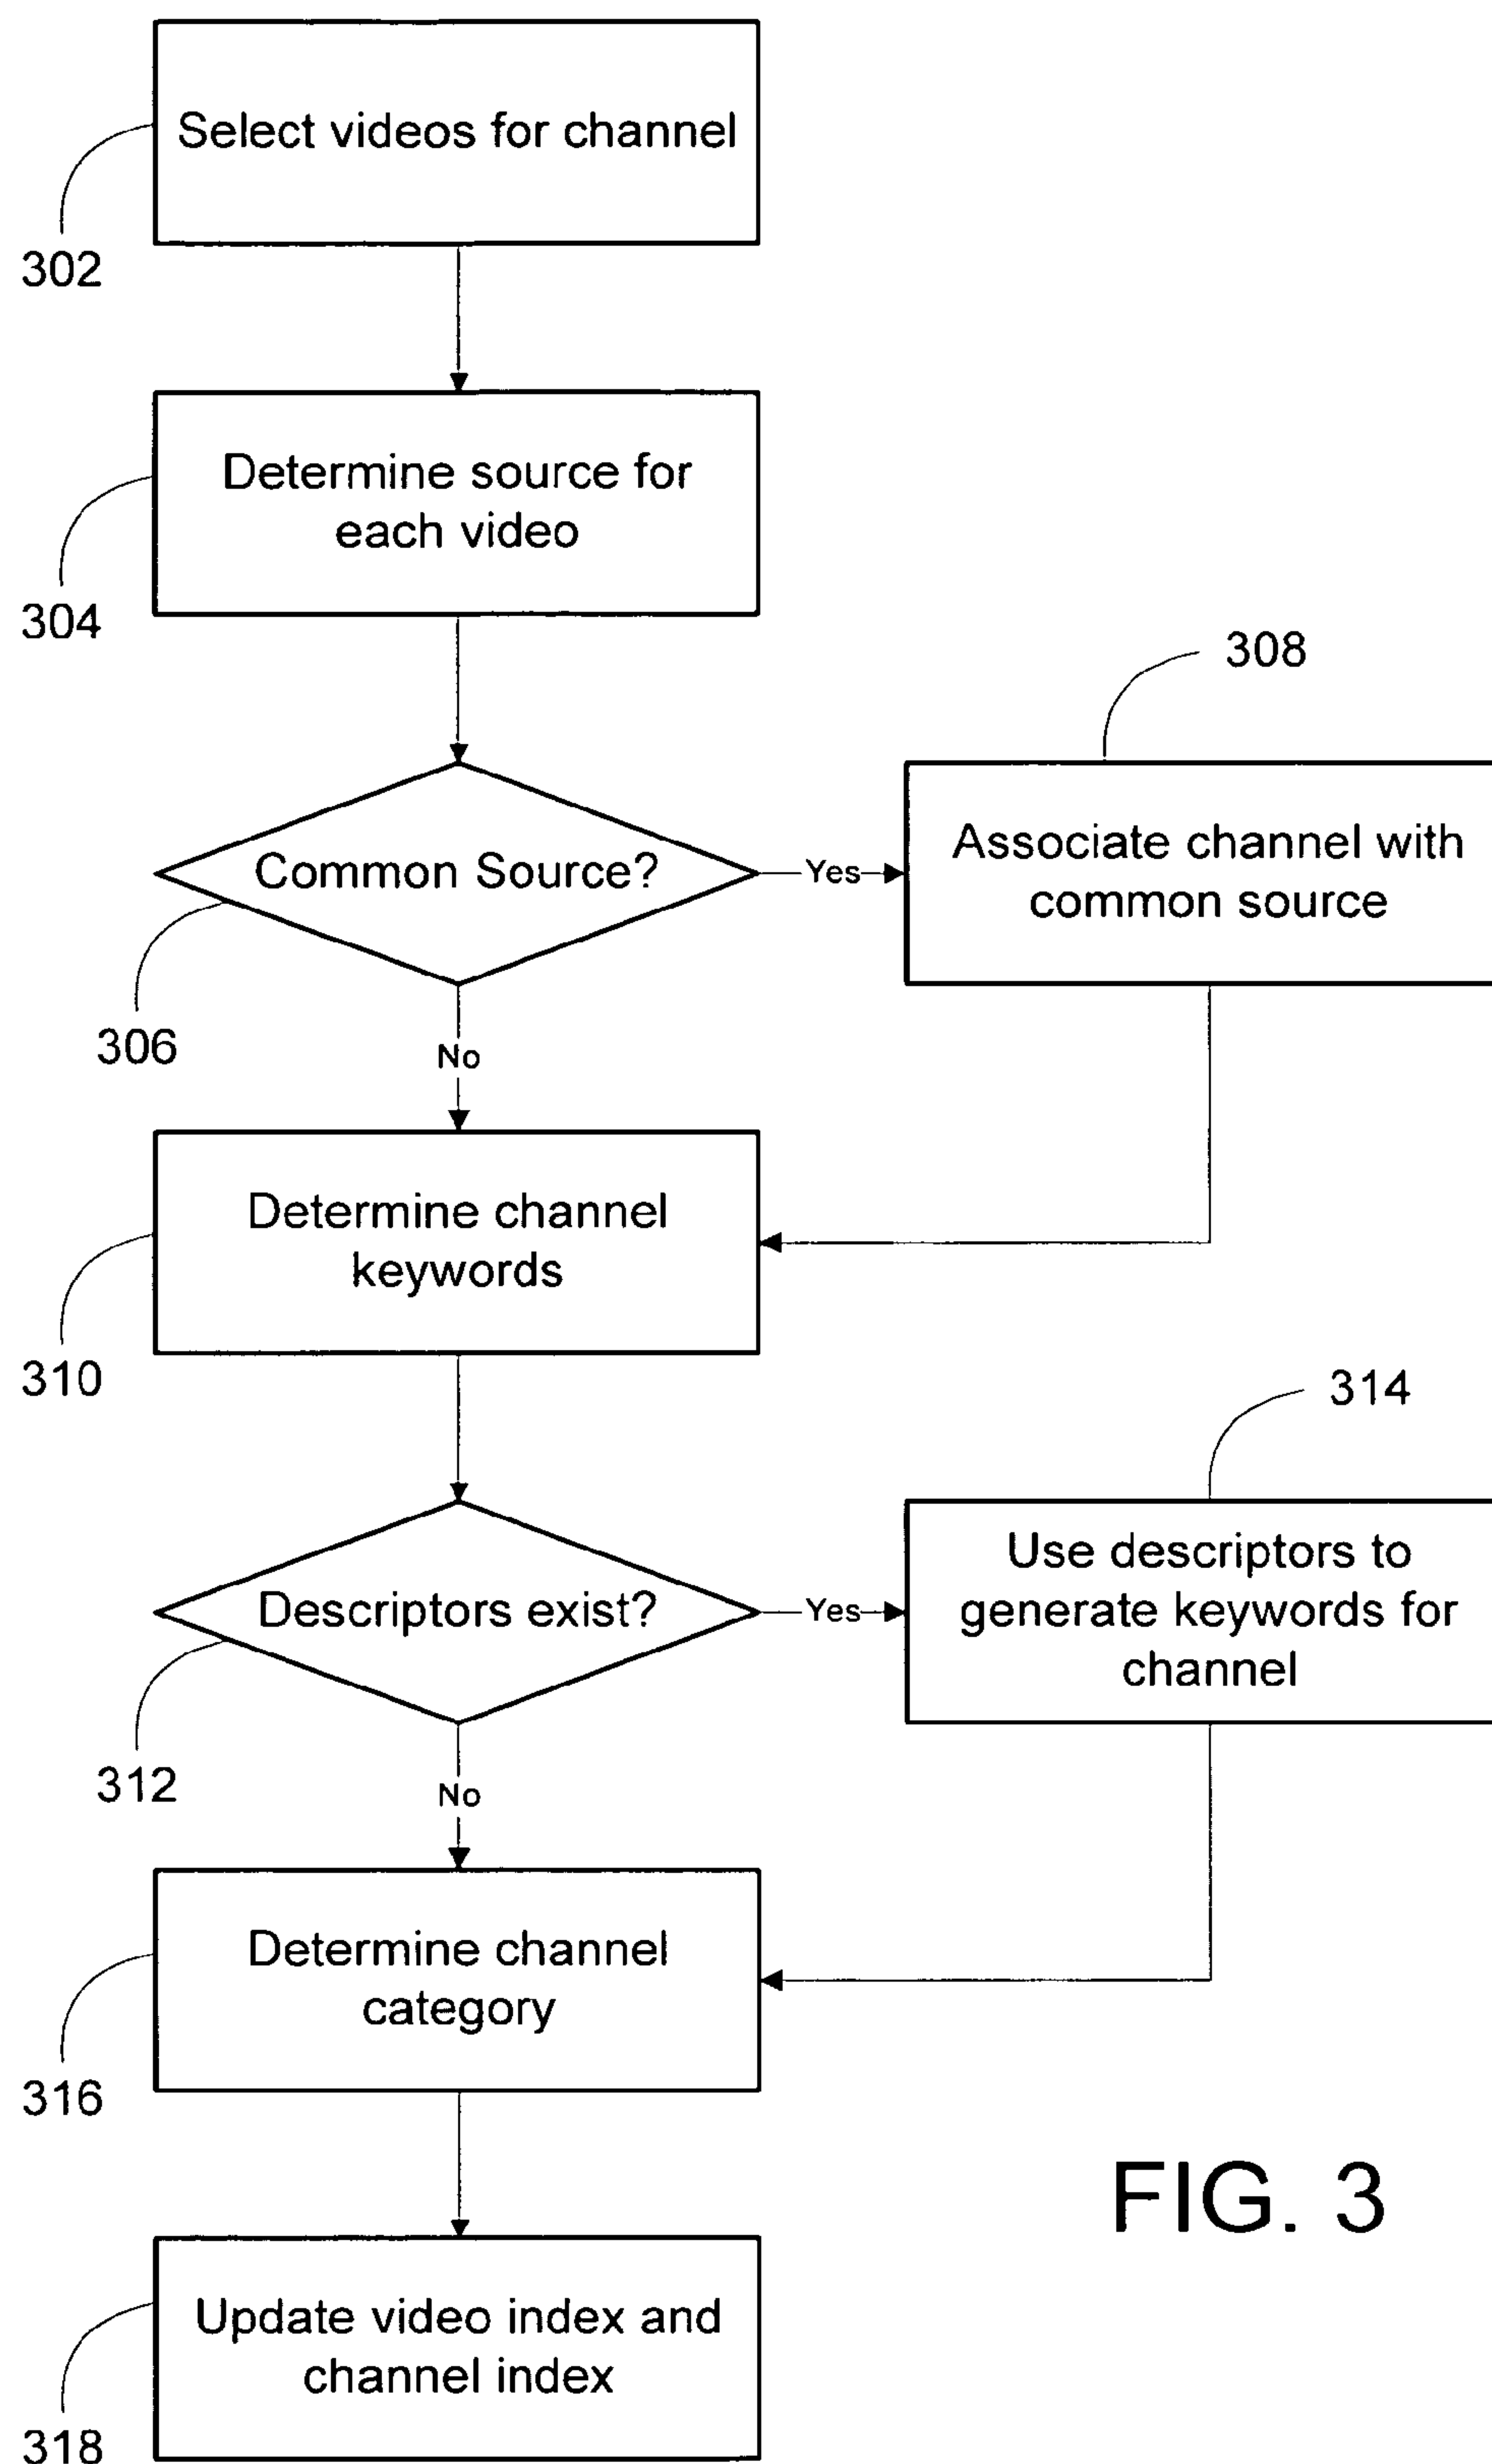 Select videos for channel
302
Determine source for
each video
304
308
Common Source?
Yes
Associate channel with
common source
306
No
Determine channel
keywords
310
314
Descriptors exist?
Yes
Use descriptors to
generate keywords for
channel
312
No
Determine channel
category
316
FIG. 3
Update video index and
channel index
318